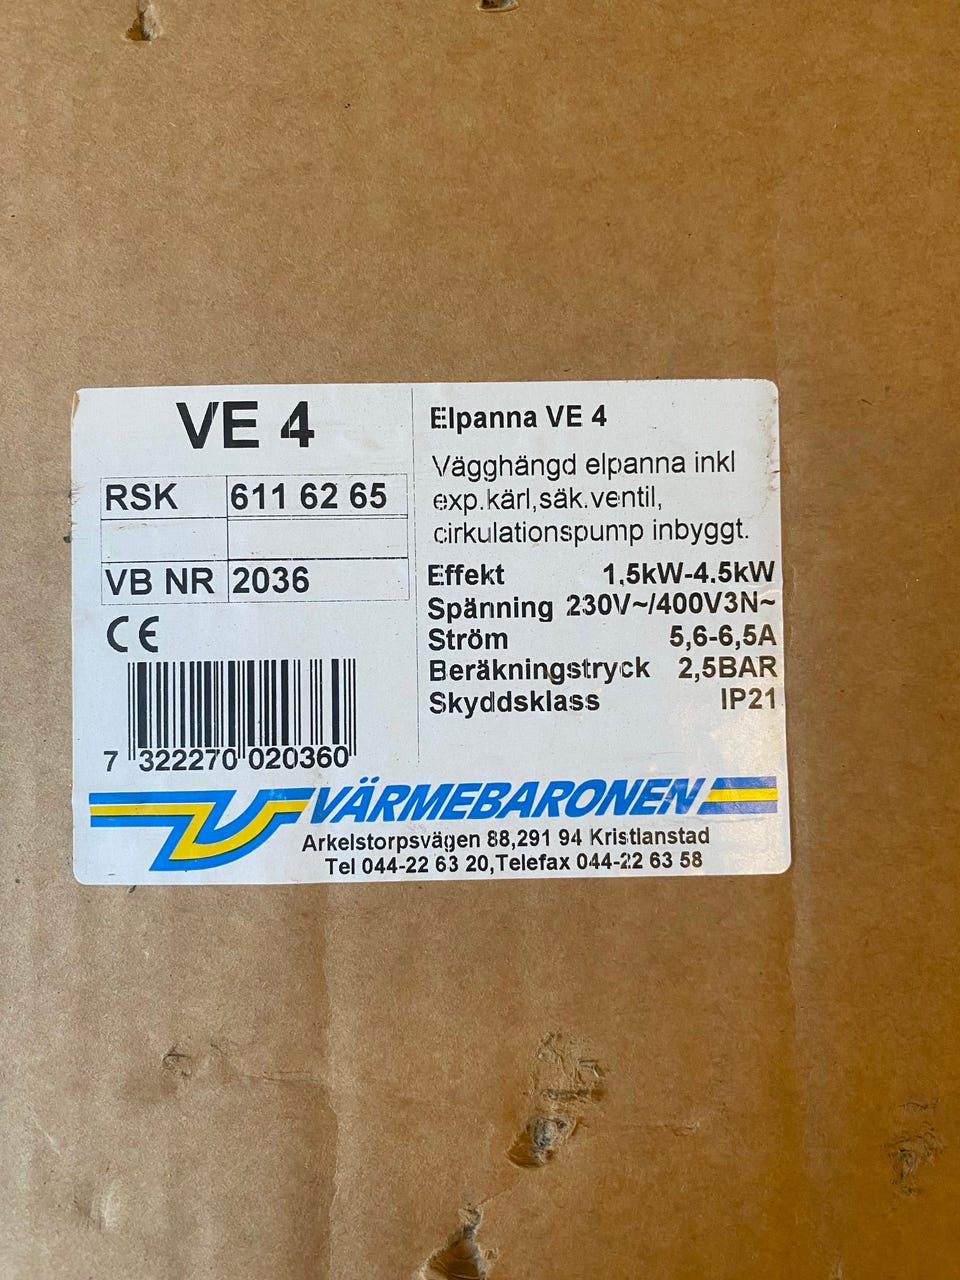 VE 4
RSK 611 62 65
VB NR 2036
CE
7 322270 020360
Elpanna VE 4
Vägghängd elpanna inkl
exp.kärl,säk.ventil,
cirkulationspump inbyggt.
Effekt 1,5kW-4,5kW
Spänning 230V~/400V3N~
Ström 5,6-6,5A
Beräkningstryck 2,5BAR
Skyddsklass IP21
VÄRMEBARONEN
Arkelstorpsvägen 88,291 94 Kristianstad
Tel 044-22 63 20,Telefax 044-22 63 58